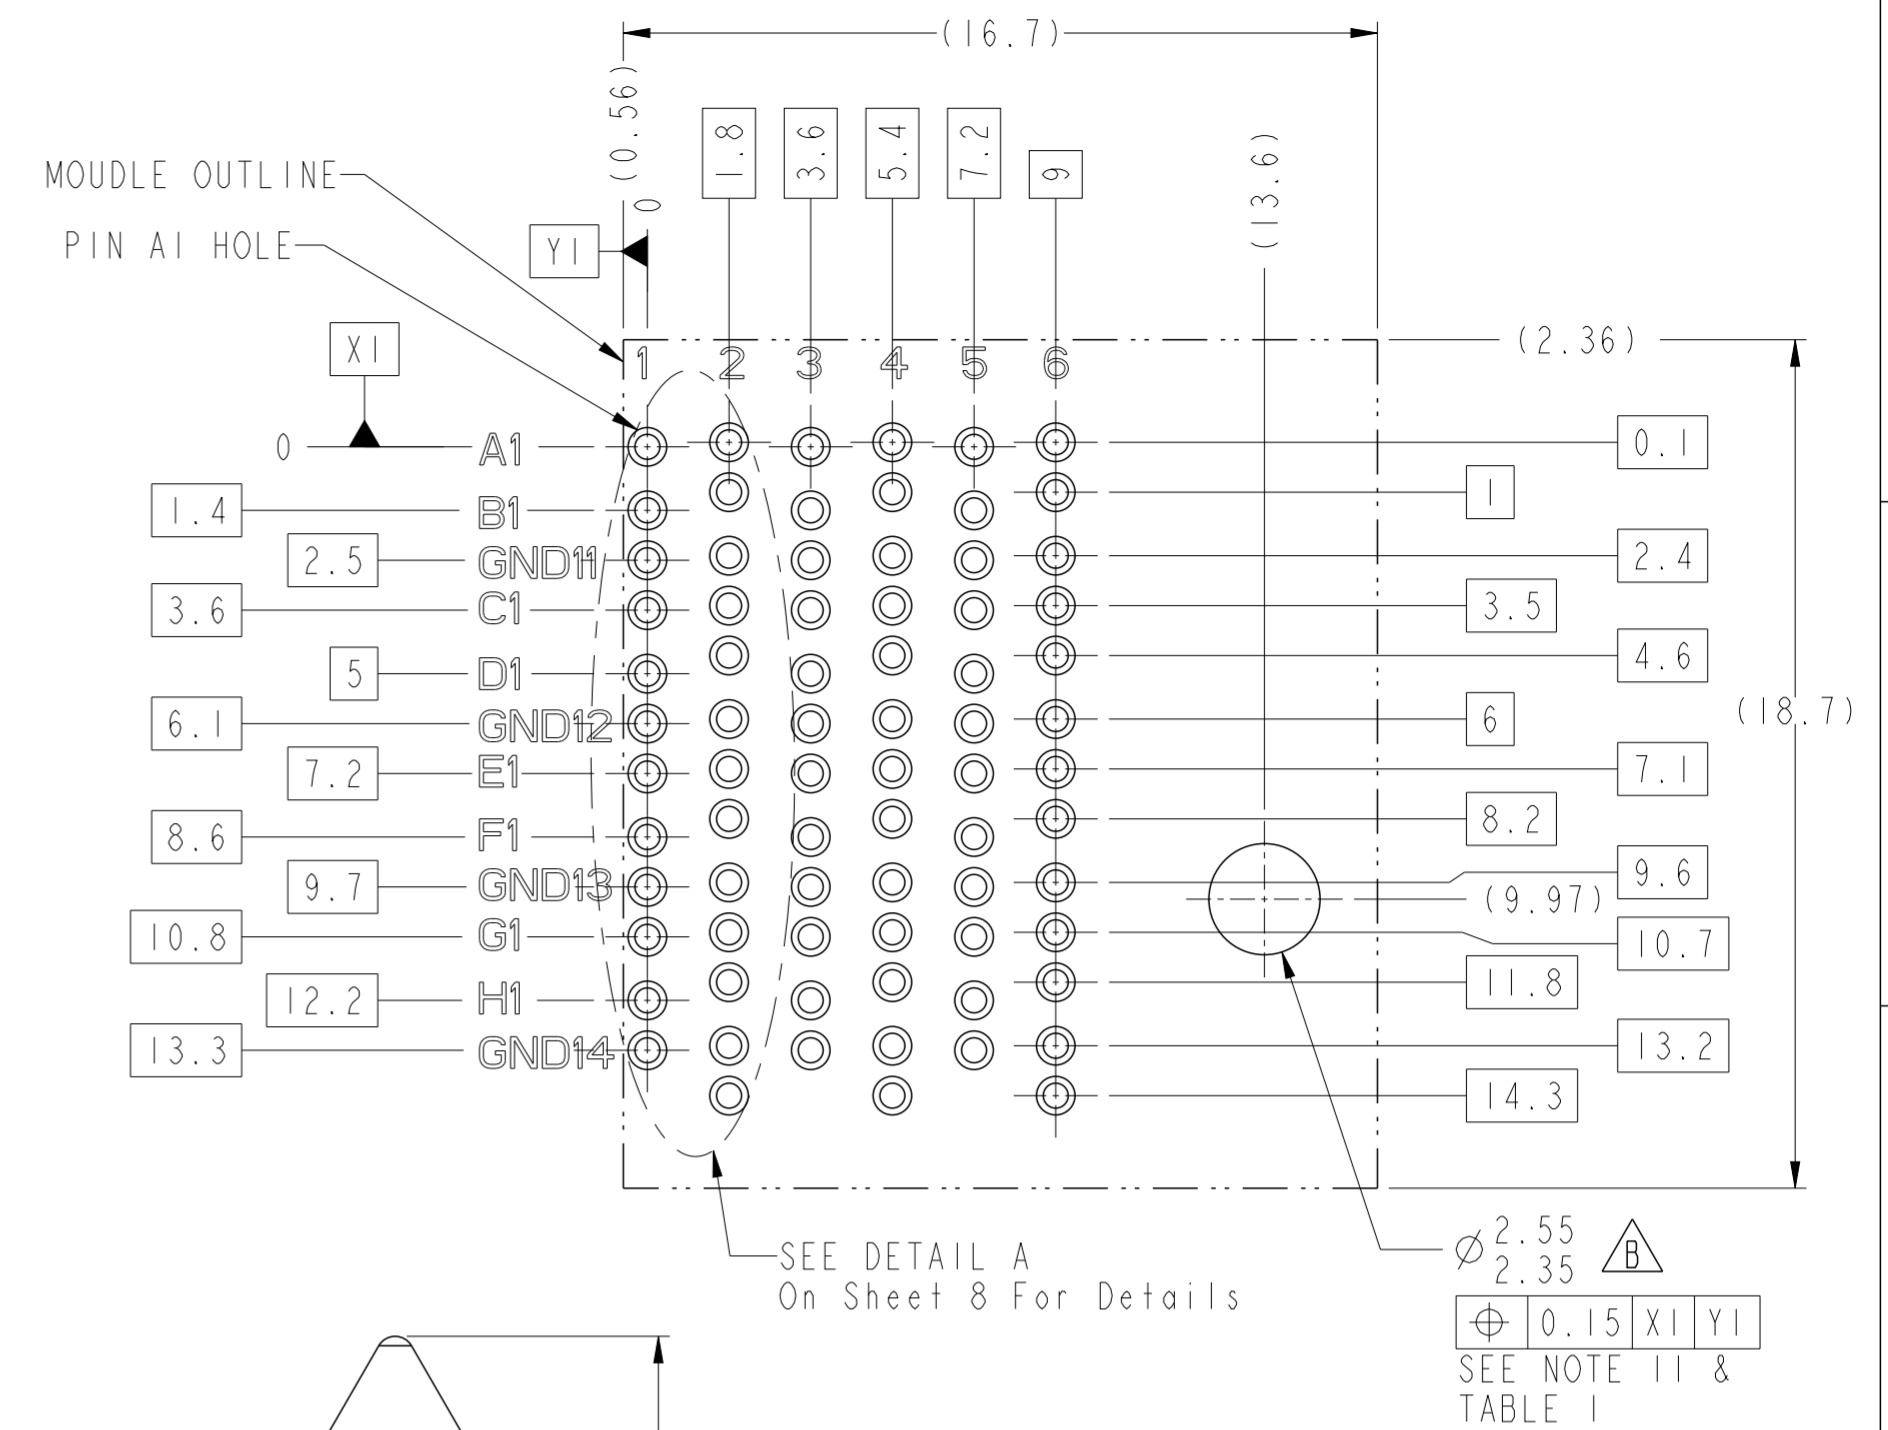 (16.7)
(0.56)
0
1.8
3.6
5.4
7.2
9
(13.6)
MOUDLE OUTLINE
PIN A1 HOLE
Y1
X1
(2.36)
1 2 3 4 5 6
0 A1 0.1
1
1.4 B1
2.5 GND11 2.4
3.6 C1 3.5
4.6
5 D1
6.1 GND12 6
(18.7)
7.2 E1 7.1
8.2
8.6 F1
9.7 GND13 9.6
(9.97)
10.8 G1 10.7
11.8
12.2 H1
13.3 GND14 13.2
14.3
SEE DETAIL A
On Sheet 8 For Details
⌀ 2.55
2.35
B
⌖ 0.15 X1 Y1
SEE NOTE 11 &
TABLE 1